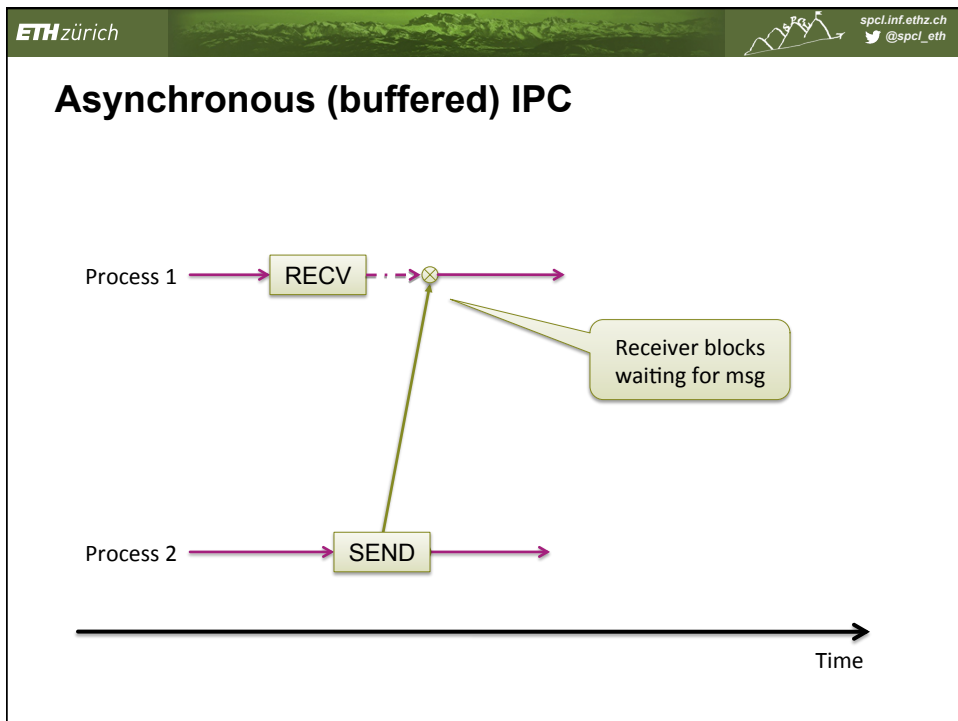 ETH zürich
spcl.inf.ethz.ch
@spcl_eth
Asynchronous (buffered) IPC
Process 1
RECV
Receiver blocks
waiting for msg
Process 2
SEND
Time